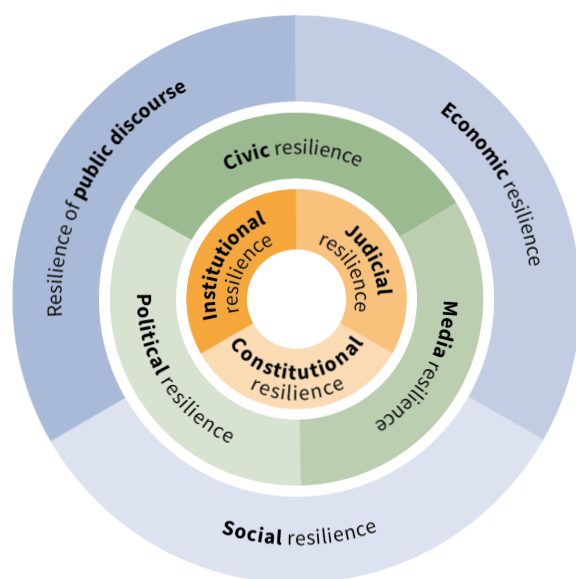 Resilience of public discourse
Economic resilience
Social resilience
Civic resilience
Media resilience
Political resilience
Institutional
resilience
Judicial
resilience
Constitutional
resilience